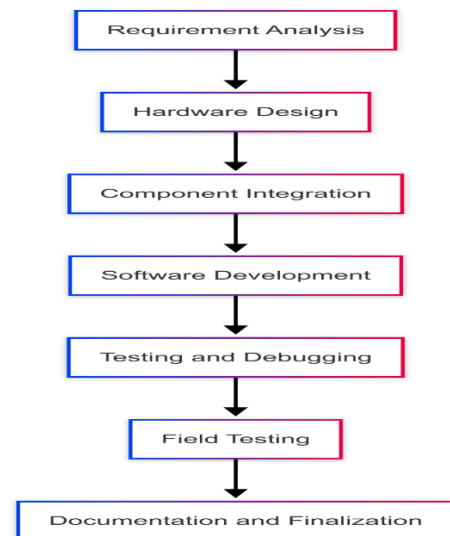 Requirement Analysis
Hardware Design
Component Integration
Software Development
Testing and Debugging
Field Testing
Documentation and Finalization